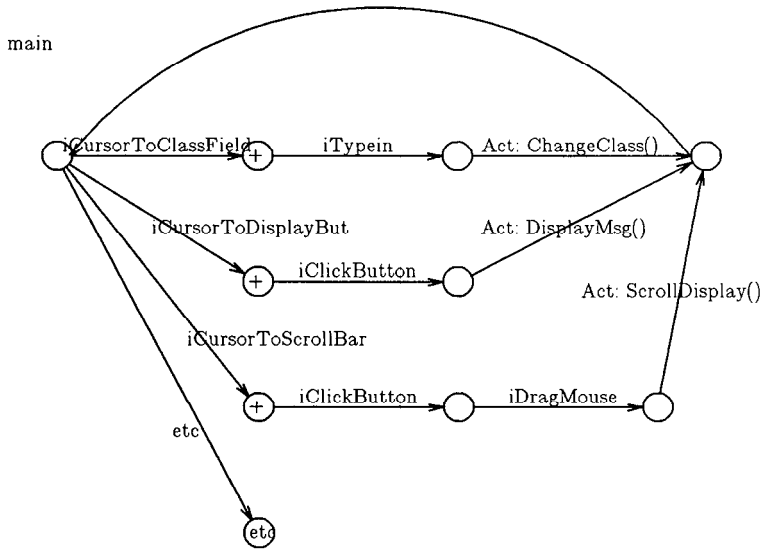 main
iCursorToClassField
+
iTypein
Act: ChangeClass()
iCursorToDisplayBut
Act: DisplayMsg()
+
iClickButton
Act: ScrollDisplay()
iCursorToScrollBar
+
iClickButton
iDragMouse
etc
etc